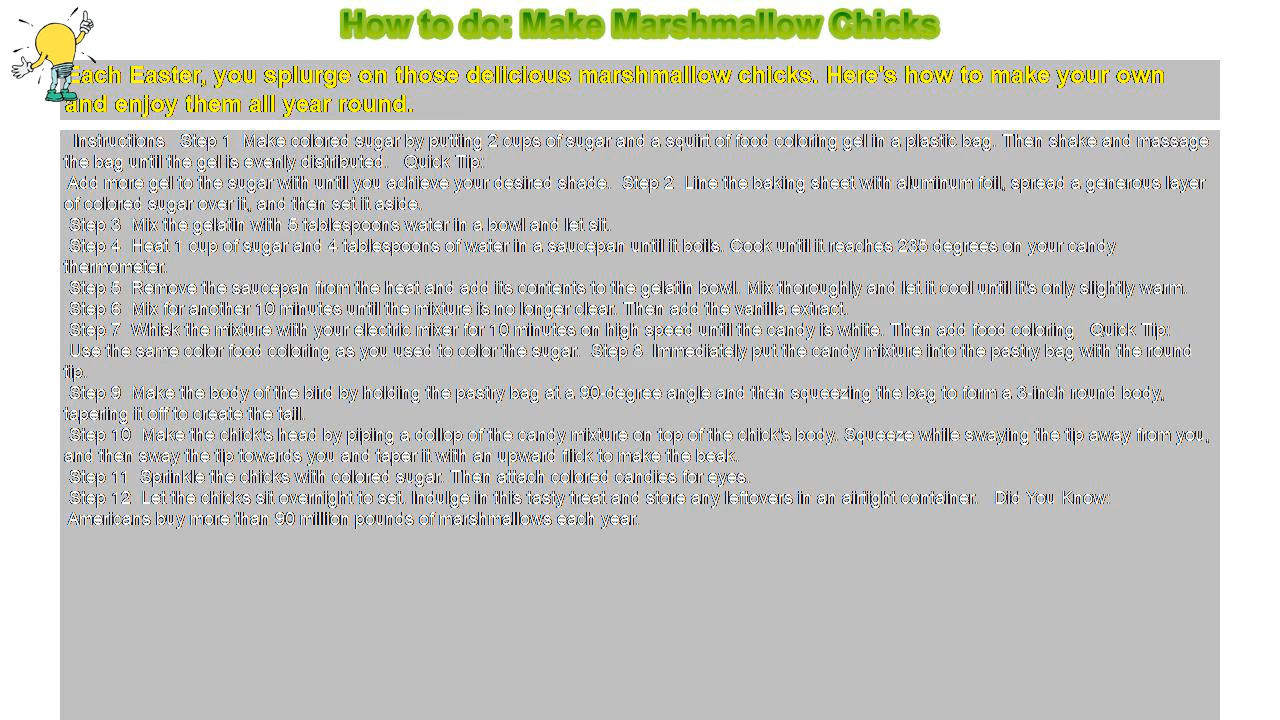 How to do: Make Marshmallow Chicks
Each Easter, you splurge on those delicious marshmallow chicks. Here's how to make your own
and enjoy them all year round.
Instructions   Step 1  Make colored sugar by putting 2 cups of sugar and a squirt of food coloring gel in a plastic bag. Then shake and massage
the bag until the gel is evenly distributed.   Quick Tip:
Add more gel to the sugar with until you achieve your desired shade.  Step 2  Line the baking sheet with aluminum foil, spread a generous layer
of colored sugar over it, and then set it aside.
Step 3  Mix the gelatin with 5 tablespoons water in a bowl and let sit.
Step 4  Heat 1 cup of sugar and 4 tablespoons of water in a saucepan until it boils. Cook until it reaches 235 degrees on your candy
thermometer.
Step 5  Remove the saucepan from the heat and add its contents to the gelatin bowl. Mix thoroughly and let it cool until it's only slightly warm.
Step 6  Mix for another 10 minutes until the mixture is no longer clear. Then add the vanilla extract.
Step 7  Whisk the mixture with your electric mixer for 10 minutes on high speed until the candy is white. Then add food coloring   Quick Tip:
Use the same color food coloring as you used to color the sugar.  Step 8  Immediately put the candy mixture into the pastry bag with the round
tip.
Step 9  Make the body of the bird by holding the pastry bag at a 90-degree angle and then squeezing the bag to form a 3-inch round body,
tapering it off to create the tail.
Step 10  Make the chick's head by piping a dollop of the candy mixture on top of the chick's body. Squeeze while swaying the tip away from you,
and then sway the tip towards you and taper it with an upward flick to make the beak.
Step 11  Sprinkle the chicks with colored sugar. Then attach colored candies for eyes.
Step 12  Let the chicks sit overnight to set. Indulge in this tasty treat and store any leftovers in an airtight container.   Did You Know:
Americans buy more than 90 million pounds of marshmallows each year.